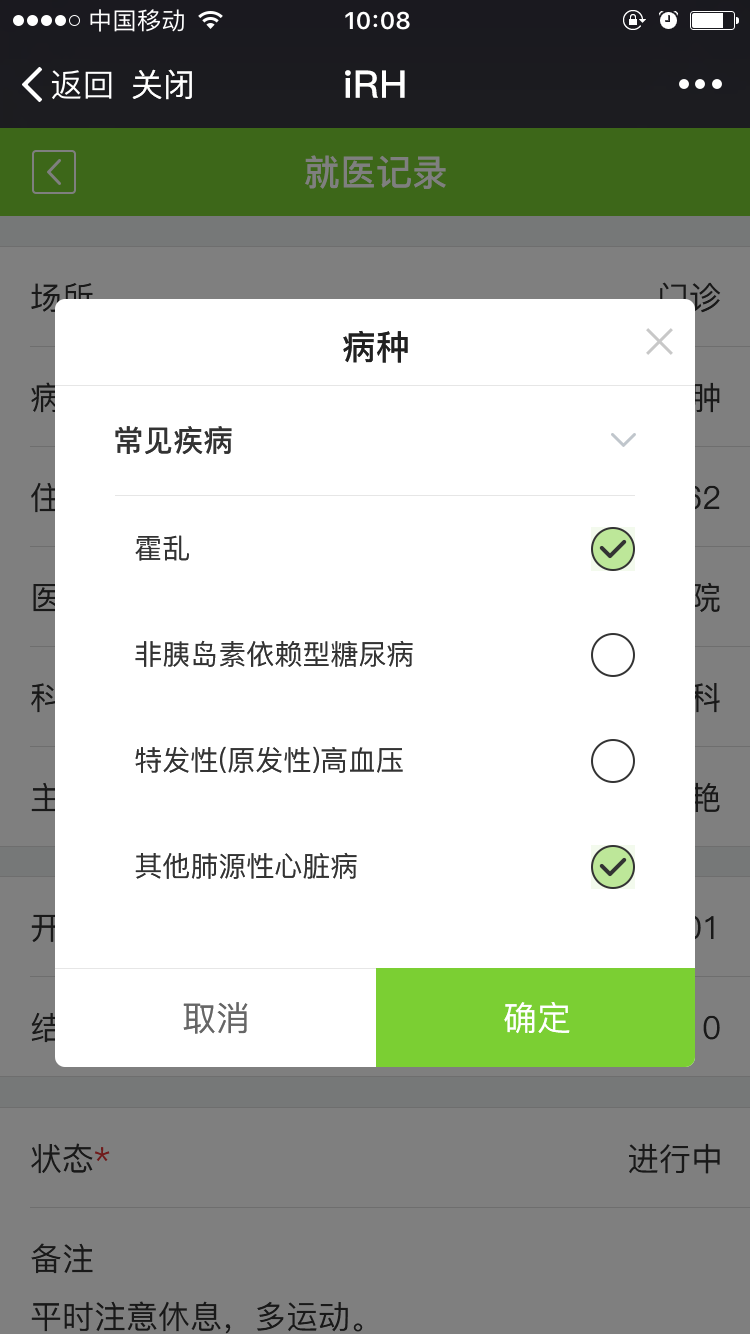 中国移动 10:08
返回 关闭 iRH
就医记录
场所 门诊
病种
病 肿
常见疾病
住 62
霍乱
医 院
非胰岛素依赖型糖尿病
科 科
特发性(原发性)高血压
主 艳
其他肺源性心脏病
开 01
取消 确定
结 0
状态* 进行中
备注
平时注意休息，多运动。